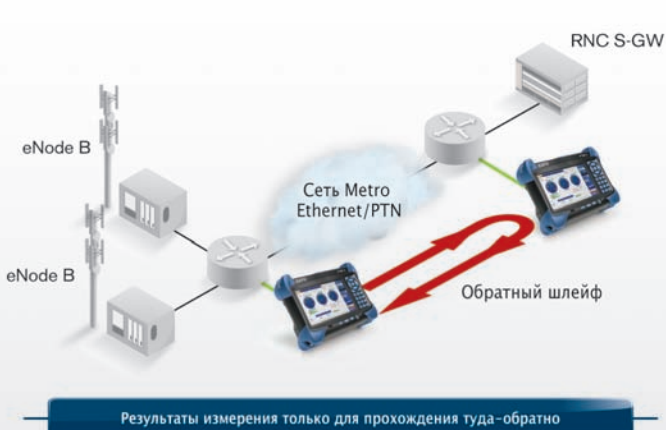 RNC S-GW
eNode B
Сеть Metro
Ethernet/PTN
eNode B
Обратный шлейф
Результаты измерения только для прохождения туда-обратно